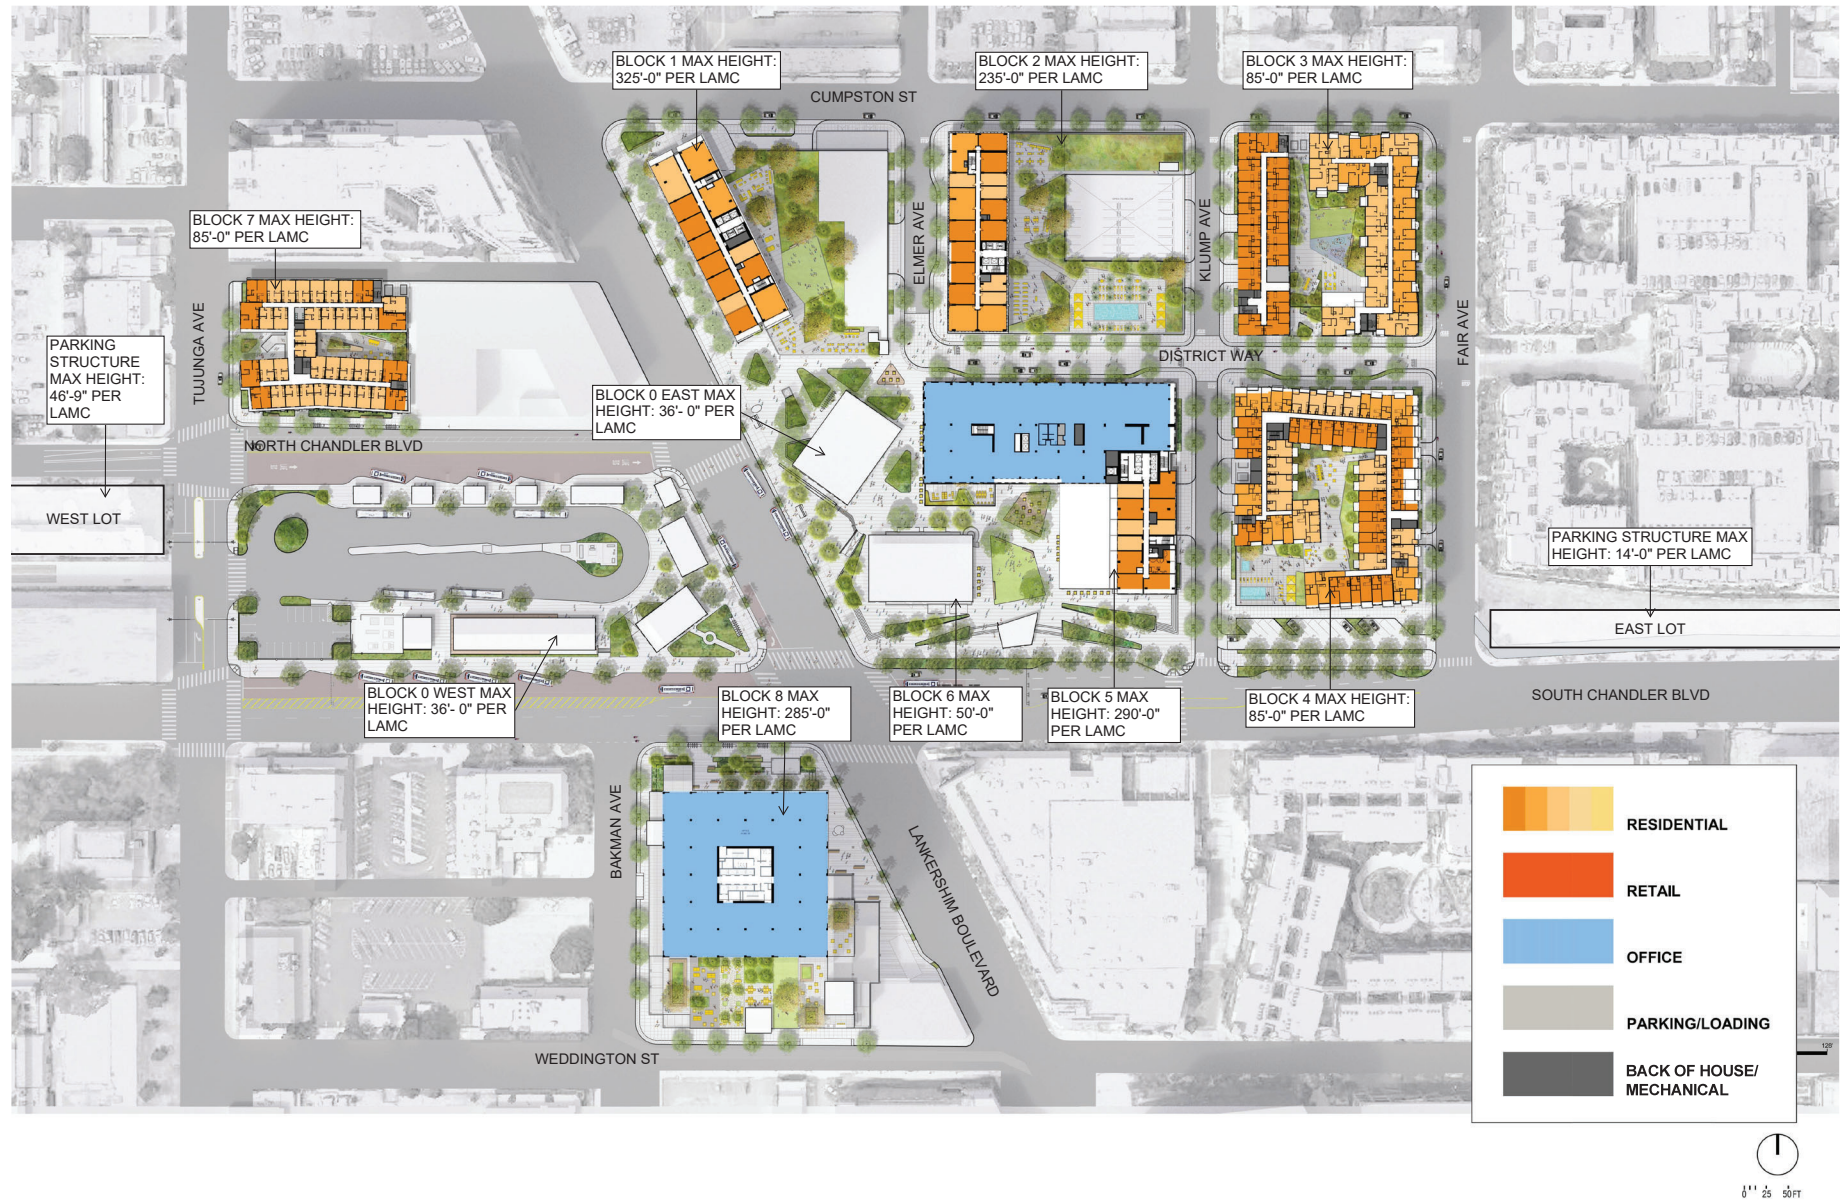 BLOCK 1 MAX HEIGHT:
325'-0" PER LAMC
BLOCK 2 MAX HEIGHT:
235'-0" PER LAMC
BLOCK 3 MAX HEIGHT:
85'-0" PER LAMC
CUMPSTON ST
BLOCK 7 MAX HEIGHT:
85'-0" PER LAMC
ELMER AVE
KLUMP AVE
TUJUNGA AVE
FAIR AVE
PARKING
STRUCTURE
MAX HEIGHT:
46'-9" PER
LAMC
DISTRICT WAY
BLOCK 0 EAST MAX
HEIGHT: 36'- 0" PER
LAMC
NORTH CHANDLER BLVD
WEST LOT
PARKING STRUCTURE MAX
HEIGHT: 14'-0" PER LAMC
EAST LOT
BLOCK 0 WEST MAX
HEIGHT: 36'- 0" PER
LAMC
BLOCK 8 MAX
HEIGHT: 285'-0"
PER LAMC
BLOCK 6 MAX
HEIGHT: 50'-0"
PER LAMC
BLOCK 5 MAX
HEIGHT: 290'-0"
PER LAMC
BLOCK 4 MAX HEIGHT:
85'-0" PER LAMC
SOUTH CHANDLER BLVD
BAKMAN AVE
LANKERSHIM BOULEVARD
WEDDINGTON ST
RESIDENTIAL
RETAIL
OFFICE
PARKING/LOADING
BACK OF HOUSE/
MECHANICAL
128'
0' 25 50FT